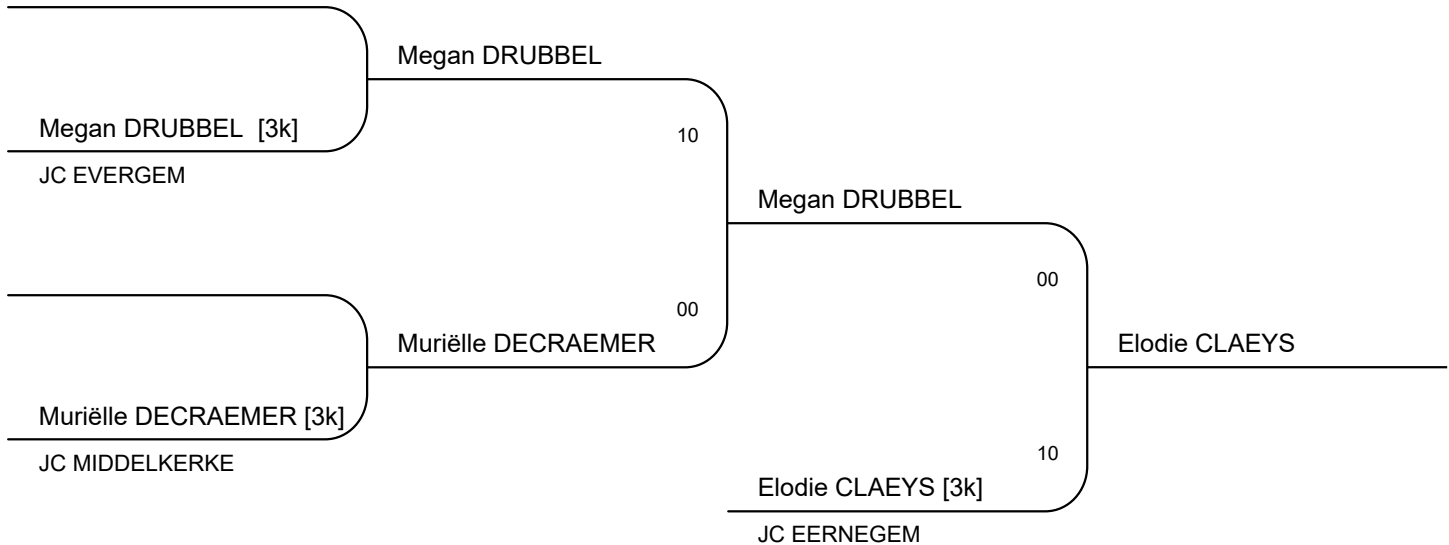 Megan DRUBBEL
Megan DRUBBEL [3k]
10
JC EVERGEM
Megan DRUBBEL
00
00
Muriëlle DECRAEMER
Elodie CLAEYS
Muriëlle DECRAEMER [3k]
10
JC MIDDELKERKE
Elodie CLAEYS [3k]
JC EERNEGEM